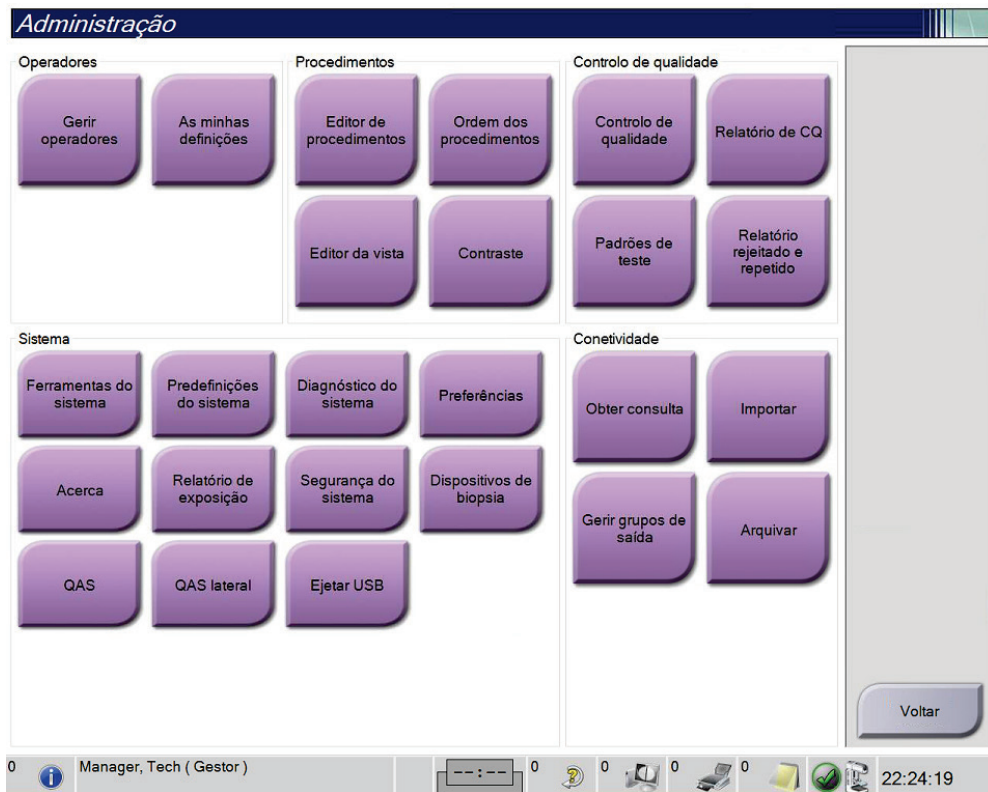 Administração
Operadores
Gerir
operadores
As minhas
definições
Procedimentos
Editor de
procedimentos
Ordem dos
procedimentos
Editor da vista
Contraste
Controlo de qualidade
Controlo de
qualidade
Relatório de CQ
Padrões de
teste
Relatório
rejeitado e
repetido
Sistema
Ferramentas do
sistema
Predefinições
do sistema
Diagnóstico do
sistema
Preferências
Acerca
Relatório de
exposição
Segurança do
sistema
Dispositivos de
biopsia
QAS
QAS lateral
Ejetar USB
Conetividade
Obter consulta
Importar
Gerir grupos de
saída
Arquivar
Voltar
0
Manager, Tech ( Gestor )
--:--
0
0
0
0
22:24:19